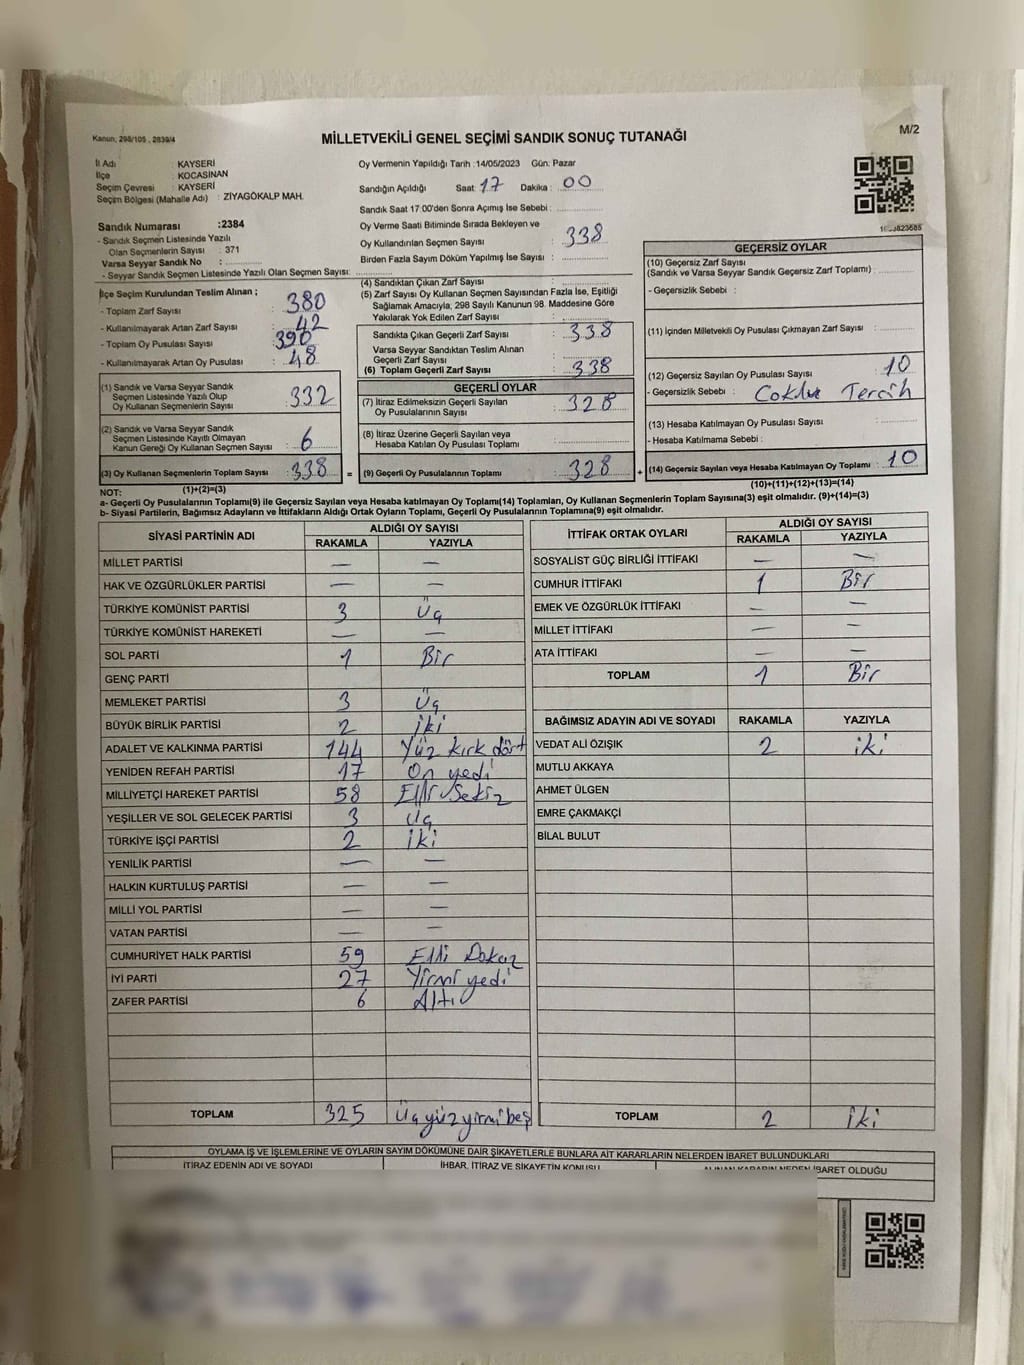 Kanun, 298/105 , 2839/4
MİLLETVEKİLİ GENEL SEÇİMİ SANDIK SONUÇ TUTANAĞI
M/2
İl Adı : KAYSERİ
İlçe : KOCASİNAN
Seçim Çevresi : KAYSERİ
Seçim Bölgesi (Mahalle Adı) : ZİYAGÖKALP MAH.
Sandık Numarası :2384
- Sandık Seçmen Listesinde Yazılı
Olan Seçmenlerin Sayısı : 371
Varsa Seyyar Sandık No :
- Seyyar Sandık Seçmen Listesinde Yazılı Olan Seçmen Sayısı:
Oy Vermenin Yapıldığı Tarih :14/05/2023 Gün: Pazar
Sandığın Açıldığı Saat 17 Dakika : 00
Sandık Saat 17:00'den Sonra Açımış İse Sebebi :
Oy Verme Saati Bitiminde Sırada Bekleyen ve
Oy Kullandırılan Seçmen Sayısı : 338
Birden Fazla Sayım Döküm Yapılmış İse Sayısı :
İlçe Seçim Kurulundan Teslim Alınan ;
- Toplam Zarf Sayısı : 380
- Kullanılmayarak Artan Zarf Sayısı : 42
- Toplam Oy Pusulası Sayısı : 390
- Kullanılmayarak Artan Oy Pusulası : 48
(1) Sandık ve Varsa Seyyar Sandık
Seçmen Listesinde Yazılı Olup
Oy Kullanan Seçmenlerin Sayısı : 332
(2) Sandık ve Varsa Seyyar Sandık
Seçmen Listesinde Kayıtlı Olmayan
Kanun Gereği Oy Kullanan Seçmen Sayısı : 6
(3) Oy Kullanan Seçmenlerin Toplam Sayısı : 338 =
(1)+(2)=(3)
(4) Sandıktan Çıkan Zarf Sayısı :
(5) Zarf Sayısı Oy Kullanan Seçmen Sayısından Fazla İse, Eşitliği
Sağlamak Amacıyla, 298 Sayılı Kanunun 98. Maddesine Göre
Yakılarak Yok Edilen Zarf Sayısı :
Sandıkta Çıkan Geçerli Zarf Sayısı : 338
Varsa Seyyar Sandıktan Teslim Alınan
Geçerli Zarf Sayısı :
(6) Toplam Geçerli Zarf Sayısı : 338
GEÇERLİ OYLAR
(7) İtiraz Edilmeksizin Geçerli Sayılan
Oy Pusulalarının Sayısı : 328
(8) İtiraz Üzerine Geçerli Sayılan veya
Hesaba Katılan Oy Pusulası Toplamı :
(9) Geçerli Oy Pusulalarının Toplamı : 328 +
GEÇERSİZ OYLAR
(10) Geçersiz Zarf Sayısı
(Sandık ve Varsa Seyyar Sandık Geçersiz Zarf Toplamı) :
- Geçersizlik Sebebi :
(11) İçinden Milletvekili Oy Pusulası Çıkmayan Zarf Sayısı :
(12) Geçersiz Sayılan Oy Pusulası Sayısı : 10
- Geçersizlik Sebebi : Tercih
(13) Hesaba Katılmayan Oy Pusulası Sayısı :
- Hesaba Katılmama Sebebi :
(14) Geçersiz Sayılan veya Hesaba Katılmayan Oy Toplamı : 10
(10)+(11)+(12)+(13)=(14)
NOT:
a- Geçerli Oy Pusulalarının Toplamı(9) ile Geçersiz Sayılan veya Hesaba katılmayan Oy Toplamı(14) Toplamları, Oy Kullanan Seçmenlerin Toplam Sayısına(3) eşit olmalıdır. (9)+(14)=(3)
b- Siyasi Partilerin, Bağımsız Adayların ve İttifakların Aldığı Ortak Oyların Toplamı, Geçerli Oy Pusulalarının Toplamına(9) eşit olmalıdır.
SİYASİ PARTİNİN ADI ALDIĞI OY SAYISI
RAKAMLA YAZIYLA
MİLLET PARTİSİ — —
HAK VE ÖZGÜRLÜKLER PARTİSİ — —
TÜRKİYE KOMÜNİST PARTİSİ 3 Üç
TÜRKİYE KOMÜNİST HAREKETİ — —
SOL PARTİ 1 Bir
GENÇ PARTİ
MEMLEKET PARTİSİ 3 Üç
BÜYÜK BİRLİK PARTİSİ 2 iki
ADALET VE KALKINMA PARTİSİ 144 Yüz kırk dört
YENİDEN REFAH PARTİSİ 17 On yedi
MİLLİYETÇİ HAREKET PARTİSİ 58 Elli Sekiz
YEŞİLLER VE SOL GELECEK PARTİSİ 3 Üç
TÜRKİYE İŞÇİ PARTİSİ 2 iki
YENİLİK PARTİSİ — —
HALKIN KURTULUŞ PARTİSİ — —
MİLLİ YOL PARTİSİ — —
VATAN PARTİSİ — —
CUMHURİYET HALK PARTİSİ 59 Elli Dokuz
İYİ PARTİ 27 Yirmi yedi
ZAFER PARTİSİ 6 Altı
TOPLAM 325 Üçyüzyirmibeş
İTTİFAK ORTAK OYLARI ALDIĞI OY SAYISI
RAKAMLA YAZIYLA
SOSYALİST GÜÇ BİRLİĞİ İTTİFAKI — —
CUMHUR İTTİFAKI 1 Bir
EMEK VE ÖZGÜRLÜK İTTİFAKI — —
MİLLET İTTİFAKI — —
ATA İTTİFAKI — —
TOPLAM 1 Bir
BAĞIMSIZ ADAYIN ADI VE SOYADI RAKAMLA YAZIYLA
VEDAT ALİ ÖZIŞIK 2 iki
MUTLU AKKAYA
AHMET ÜLGEN
EMRE ÇAKMAKÇİ
BİLAL BULUT
TOPLAM 2 iki
OYLAMA İŞ VE İŞLEMLERİNE VE OYLARIN SAYIM DÖKÜMÜNE DAİR ŞİKAYETLERLE BUNLARA AİT KARARLARIN NELERDEN İBARET BULUNDUKLARI
İTİRAZ EDENİN ADI VE SOYADI İHBAR, İTİRAZ VE ŞİKAYETİN KONUSU ALINAN KARARIN NEDEN İBARET OLDUĞU